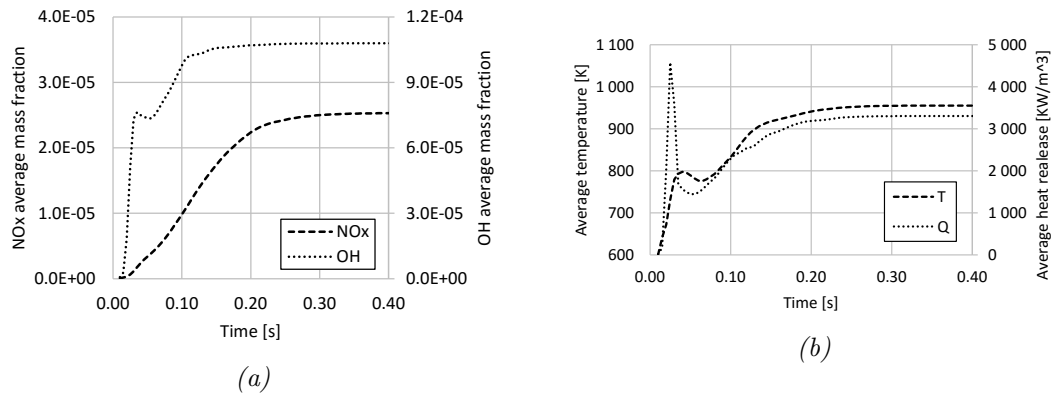 4.0E-05
3.0E-05
2.0E-05
1.0E-05
0.0E+00
NOx average mass fraction
1.2E-04
9.0E-05
6.0E-05
3.0E-05
0.0E+00
OH average mass fraction
NOx
OH
0.00 0.10 0.20 0.30 0.40
Time [s]
(a)
1 100
1 000
900
800
700
600
Average temperature [K]
5 000
4 000
3 000
2 000
1 000
0
Average heat realease [KW/m^3]
T
Q
0.00 0.10 0.20 0.30 0.40
Time [s]
(b)